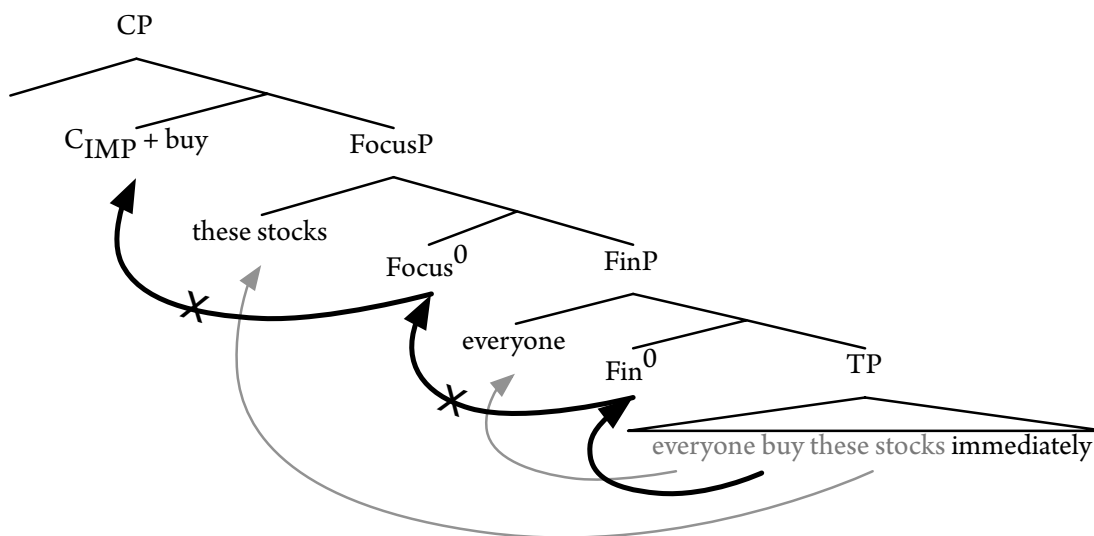 CP
C_IMP + buy
FocusP
these stocks
Focus⁰
FinP
X
everyone
Fin⁰
TP
X
everyone buy these stocks immediately